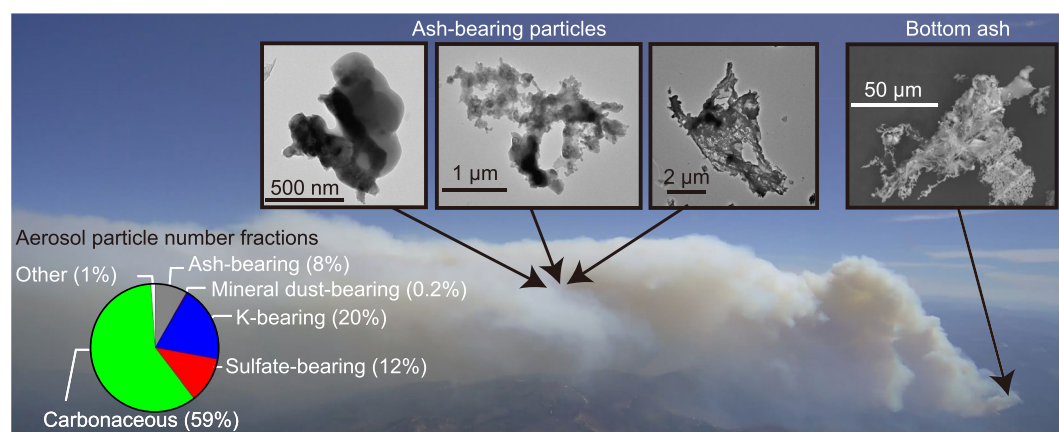 Ash-bearing particles
Bottom ash
500 nm
1 μm
2 μm
50 μm
Aerosol particle number fractions
Other (1%)
Ash-bearing (8%)
Mineral dust-bearing (0.2%)
K-bearing (20%)
Sulfate-bearing (12%)
Carbonaceous (59%)